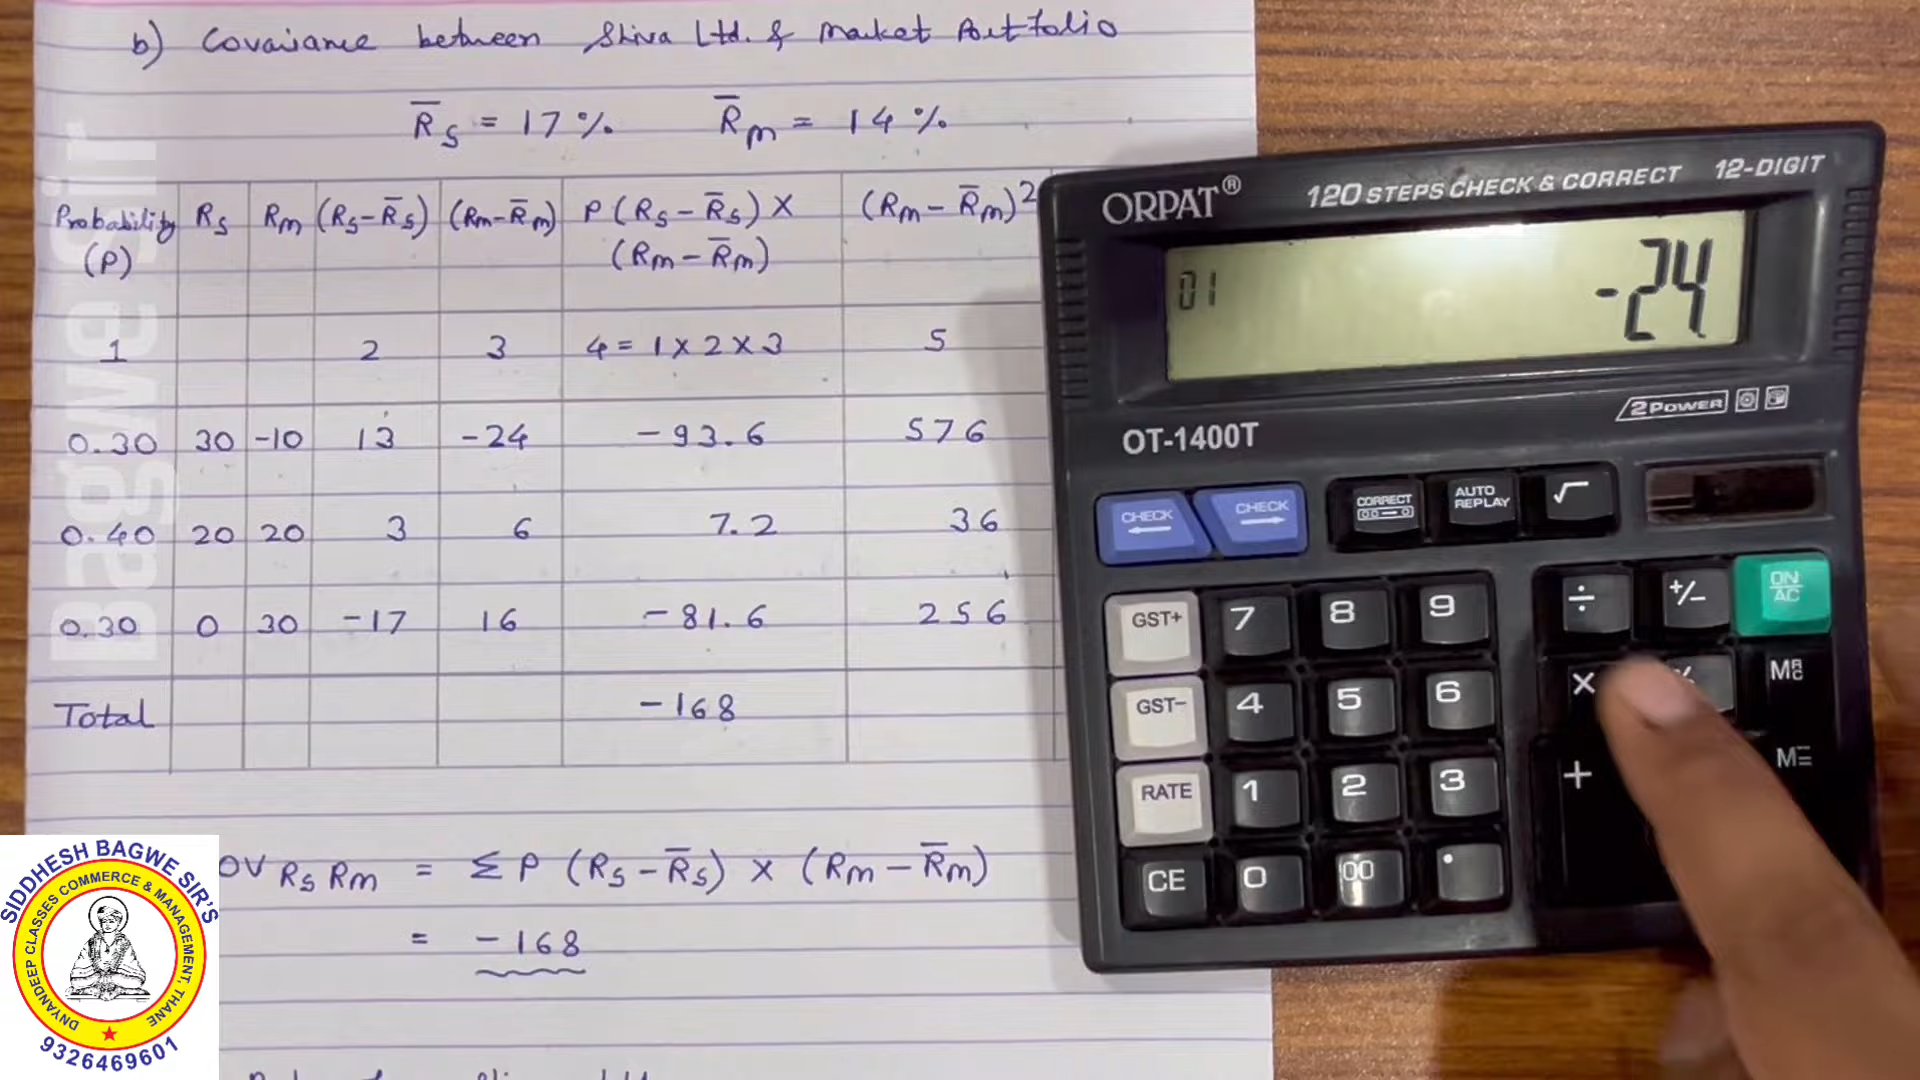 b) Covariance between Shiva Ltd. & Market Portfolio
R̅s = 17% R̅m = 14%
Probability (P) Rs Rm (Rs-R̅s) (Rm-R̅m) P(Rs-R̅s) X (Rm-R̅m) (Rm-R̅m)²
1 2 3 4 = 1 X 2 X 3 5
0.30 30 -10 13 -24 -93.6 576
0.40 20 20 3 6 7.2 36
0.30 0 30 -17 16 -81.6 256
Total -168
OV Rs Rm = Σ P (Rs-R̅s) X (Rm-R̅m)
= -168
Bagwe Sir
SIDDHESH BAGWE SIR'S
DNYANDEEP CLASSES COMMERCE & MANAGEMENT, THANE
9326469601
ORPAT® 120 STEPS CHECK & CORRECT 12-DIGIT
01 -24
2POWER
OT-1400T
CHECK CHECK CORRECT AUTO REPLAY √
GST+ 7 8 9 ÷ +/- ON/AC
GST- 4 5 6 X
RATE 1 2 3 + M=
CE 0 00 .